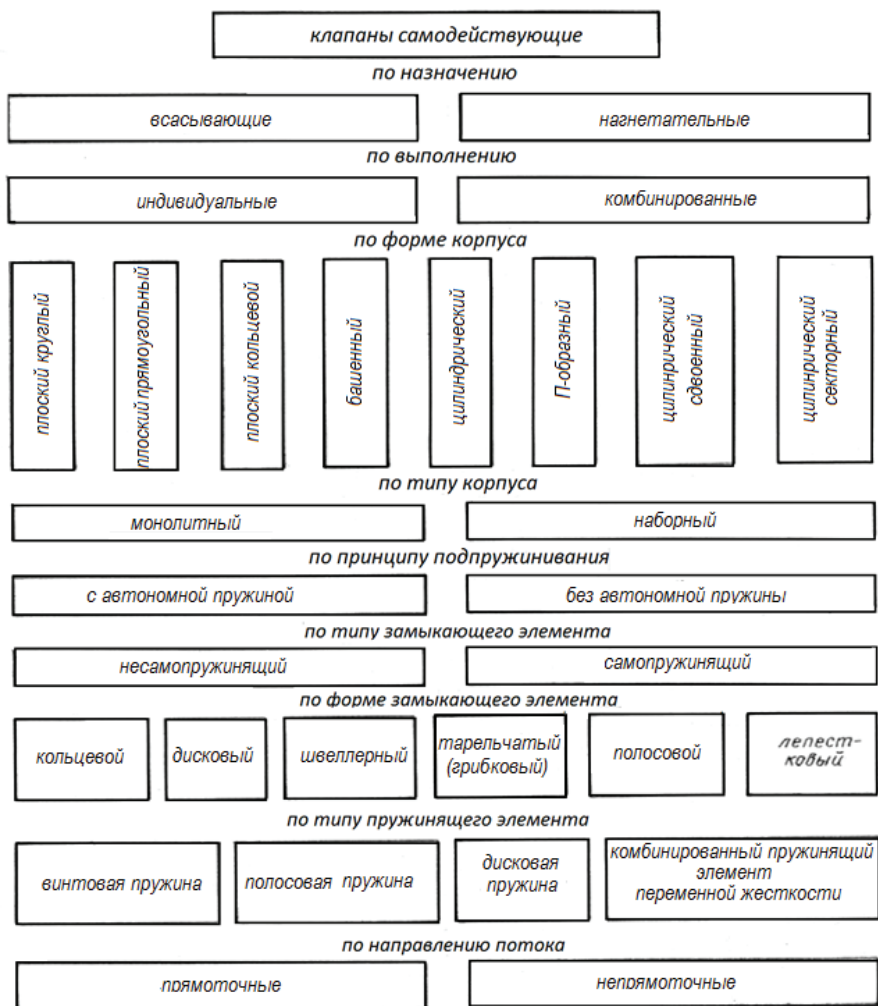 клапаны самодействующие
по назначению
всасывающие
нагнетательные
по выполнению
индивидуальные
комбинированные
по форме корпуса
плоский круглый
плоский прямоугольный
плоский кольцевой
башенный
цилиндрический
П-образный
цилинрический
сдвоенный
цилинрический
секторный
по типу корпуса
монолитный
наборный
по принципу подпружинивания
с автономной пружиной
без автономной пружины
по типу замыкающего элемента
несамопружинящий
самопружинящий
по форме замыкающего элемента
кольцевой
дисковый
швеллерный
тарельчатый
(грибковый)
полосовой
лепест-
ковый
по типу пружинящего элемента
винтовая пружина
полосовая пружина
дисковая
пружина
комбинированный пружинящий
элемент
переменной жесткости
по направлению потока
прямоточные
непрямоточные